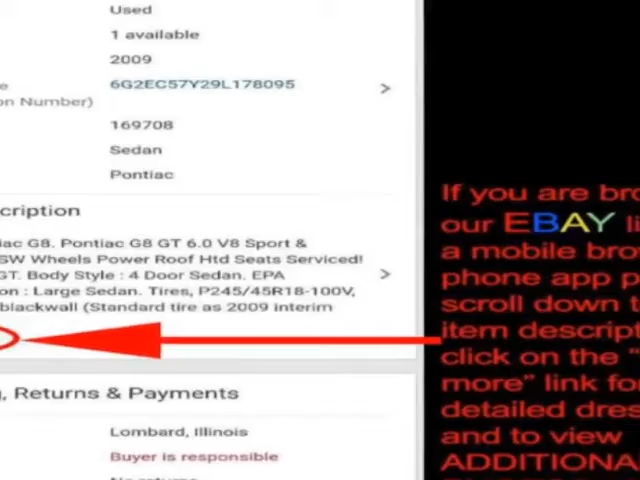 Used
1 available
2009
e 6G2EC57Y29L178095
on Number)
169708
Sedan
Pontiac
cription
iac G8. Pontiac G8 GT 6.0 V8 Sport &
SW Wheels Power Roof Htd Seats Serviced!
GT. Body Style : 4 Door Sedan. EPA
on : Large Sedan. Tires, P245/45R18-100V,
blackwall (Standard tire as 2009 interim
, Returns & Payments
Lombard, Illinois
Buyer is responsible
No returns
If you are bro
our EBAY li
a mobile brow
phone app p
scroll down t
item descript
click on the "
more" link fo
detailed dres
and to view
ADDITIONA